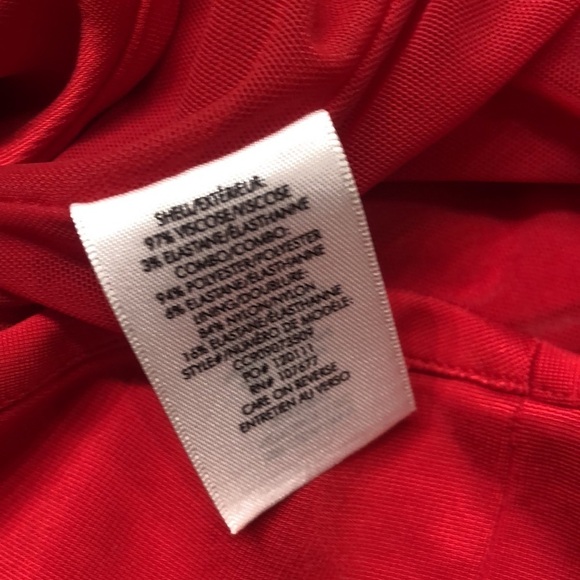 SHELL/EXTÉRIEUR:
97% VISCOSE/VISCOSE
3% ELASTANE/ÉLASTHANNE
COMBO/COMBO:
94% POLYESTER/POLYESTER
6% ELASTANE/ÉLASTHANNE
LINING/DOUBLURE
84% NYLON/NYLON
16% ELASTANE/ÉLASTHANNE
STYLE#/NUMÉRO DE MODÈLE:
PO# 120111
RN# 107677
CARE ON REVERSE
ENTRETIEN AU VERSO